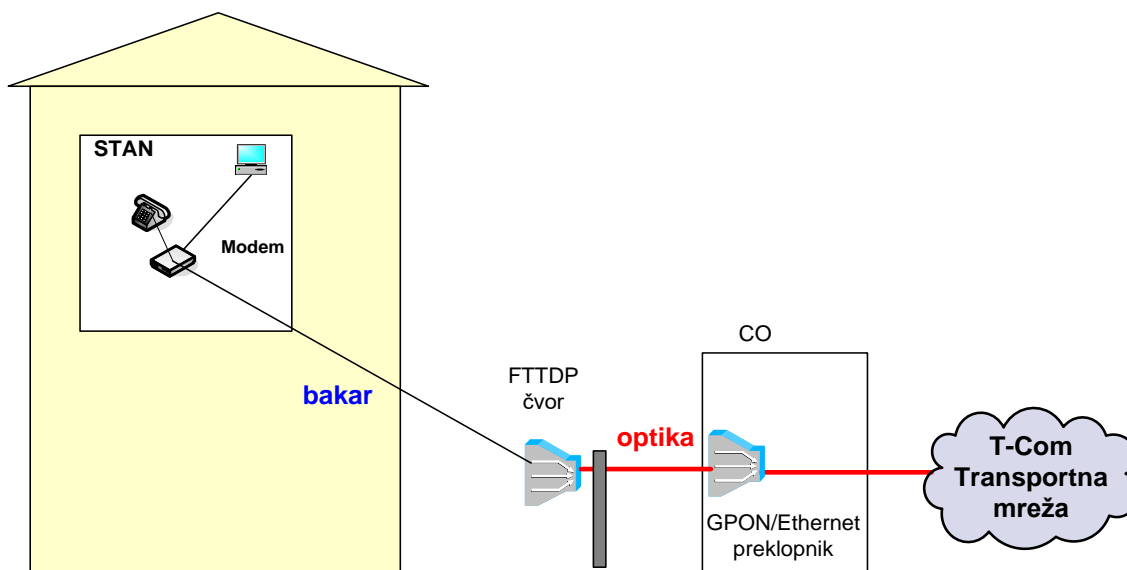 STAN
Modem
bakar
FTTDP
čvor
optika
CO
GPON/Ethernet
preklopnik
T-Com
Transportna
mreža